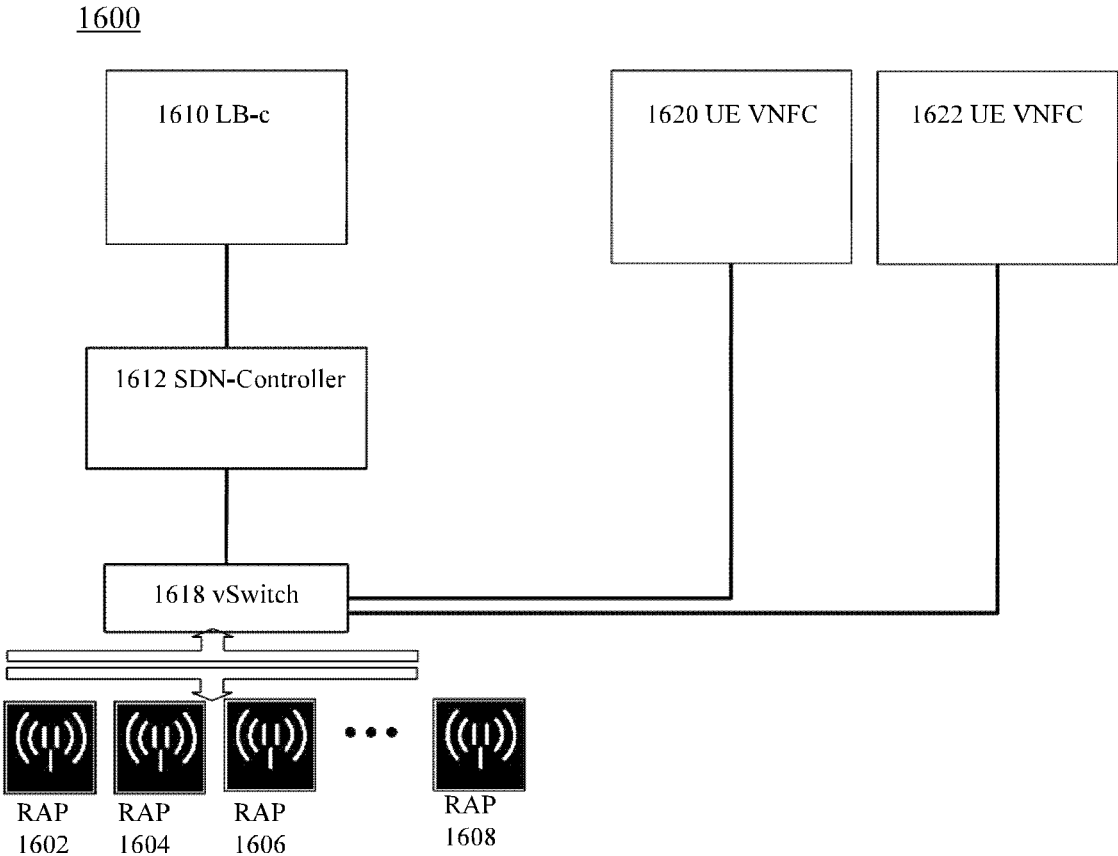 1600
1610 LB-c
1620 UE VNFC
1622 UE VNFC
1612 SDN-Controller
1618 vSwitch
RAP
1602
RAP
1604
RAP
1606
RAP
1608